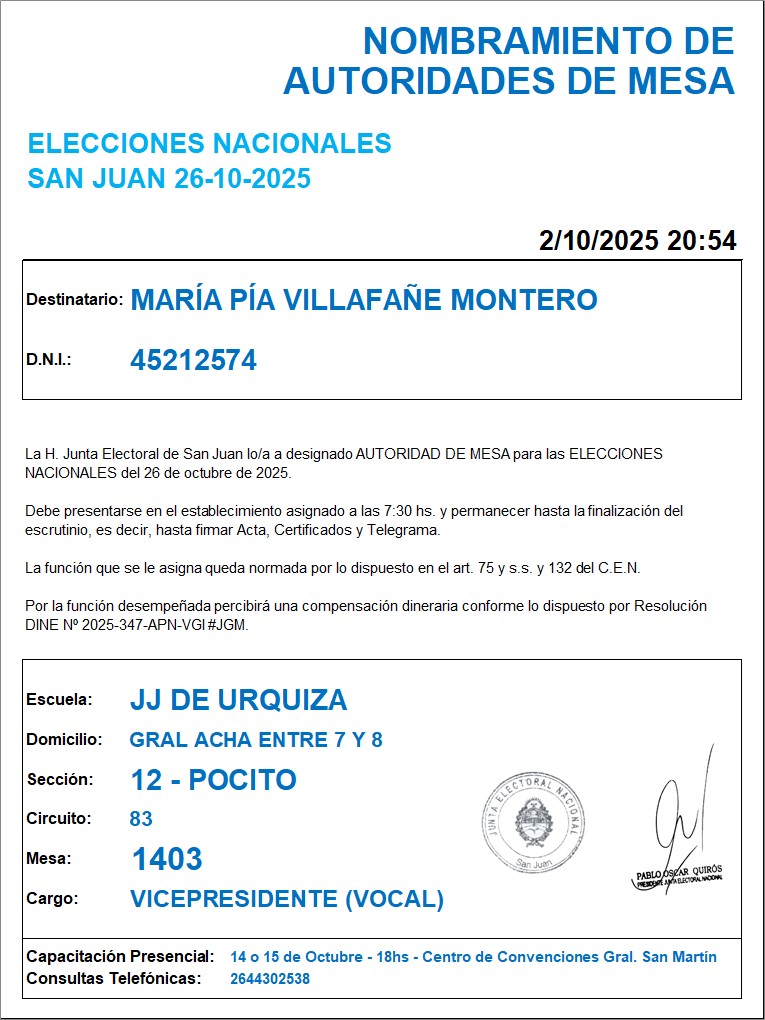 NOMBRAMIENTO DE
AUTORIDADES DE MESA
ELECCIONES NACIONALES
SAN JUAN 26-10-2025
2/10/2025 20:54
Destinatario: MARÍA PÍA VILLAFAÑE MONTERO
D.N.I.: 45212574
La H. Junta Electoral de San Juan lo/a a designado AUTORIDAD DE MESA para las ELECCIONES
NACIONALES del 26 de octubre de 2025.
Debe presentarse en el establecimiento asignado a las 7:30 hs. y permanecer hasta la finalización del
escrutinio, es decir, hasta firmar Acta, Certificados y Telegrama.
La función que se le asigna queda normada por lo dispuesto en el art. 75 y s.s. y 132 del C.E.N.
Por la función desempeñada percibirá una compensación dineraria conforme lo dispuesto por Resolución
DINE Nº 2025-347-APN-VGI#JGM.
Escuela: JJ DE URQUIZA
Domicilio: GRAL ACHA ENTRE 7 Y 8
Sección: 12 - POCITO
Circuito: 83
Mesa: 1403
Cargo: VICEPRESIDENTE (VOCAL)
JUNTA ELECTORAL NACIONAL
San Juan
PABLO OSCAR QUIRÓS
PRESIDENTE JUNTA ELECTORAL NACIONAL
Capacitación Presencial: 14 o 15 de Octubre - 18hs - Centro de Convenciones Gral. San Martín
Consultas Telefónicas: 2644302538